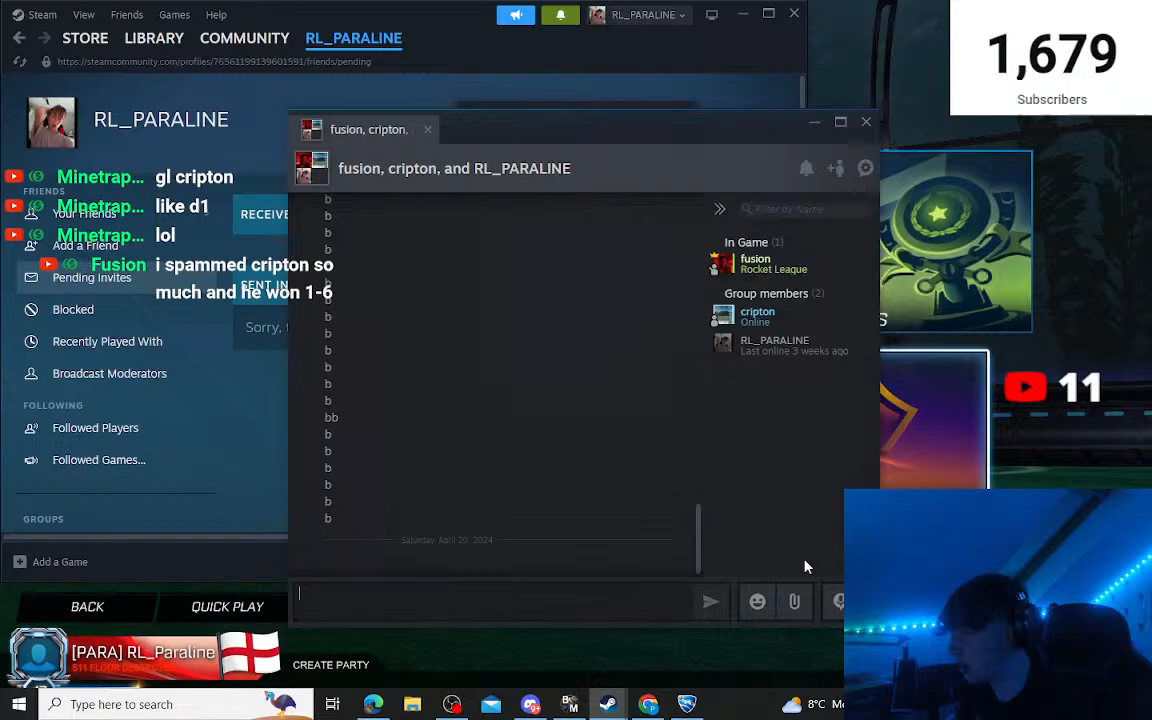 Steam View Friends Games Help
RL_PARALINE
STORE LIBRARY COMMUNITY RL_PARALINE
https://steamcommunity.com/profiles/76561199139601591/friends/pending
1,679
Subscribers
RL_PARALINE
fusion, cripton,
fusion, cripton, and RL_PARALINE
Minetrap... gl cripton
FRIENDS
Minetrap... like d1
Your Friends
RECEIVE
Minetrap... lol
Add a Friend
Fusion i spammed cripton so
much and he won 1-6
Pending Invites
SENT IN
Blocked
Sorry,
Recently Played With
Broadcast Moderators
FOLLOWING
Followed Players
Followed Games...
GROUPS
Add a Game
b
b
b
b
b
b
b
b
b
b
b
b
b
bb
b
b
b
b
b
b
Saturday, April 20, 2024
Filter by Name
In Game (1)
fusion
Rocket League
Group members (2)
cripton
Online
RL_PARALINE
Last online 3 weeks ago
S
11
BACK QUICK PLAY
[PARA] RL_Paraline
S11 FLOOR DESTROYER
CREATE PARTY
Type here to search
8°C